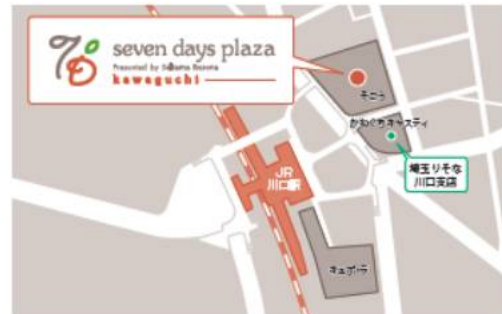 seven days plaza
Presented by Saitama Resona
kawaguchi
そごう
かわぐちキャスティ
埼玉りそな
川口支店
JR
川口駅
キュポ・ラ